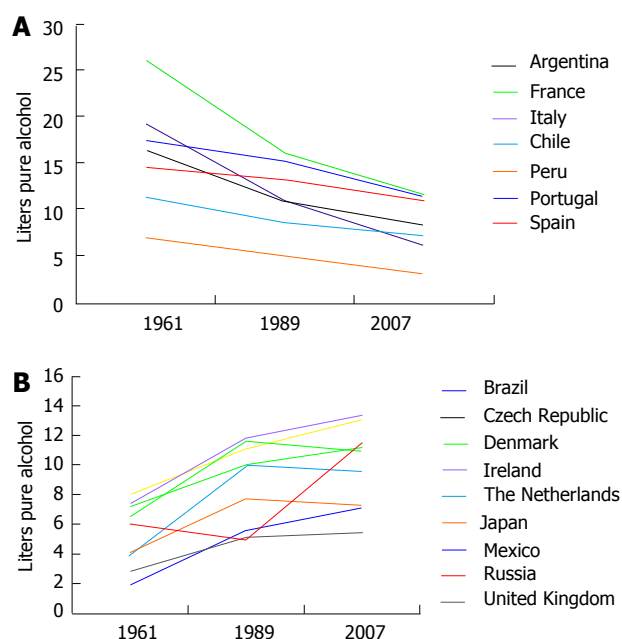 A
Liters pure alcohol
30
25
20
15
10
5
0
1961 1989 2007
Argentina
France
Italy
Chile
Peru
Portugal
Spain
B
Liters pure alcohol
16
14
12
10
8
6
4
2
0
1961 1989 2007
Brazil
Czech Republic
Denmark
Ireland
The Netherlands
Japan
Mexico
Russia
United Kingdom